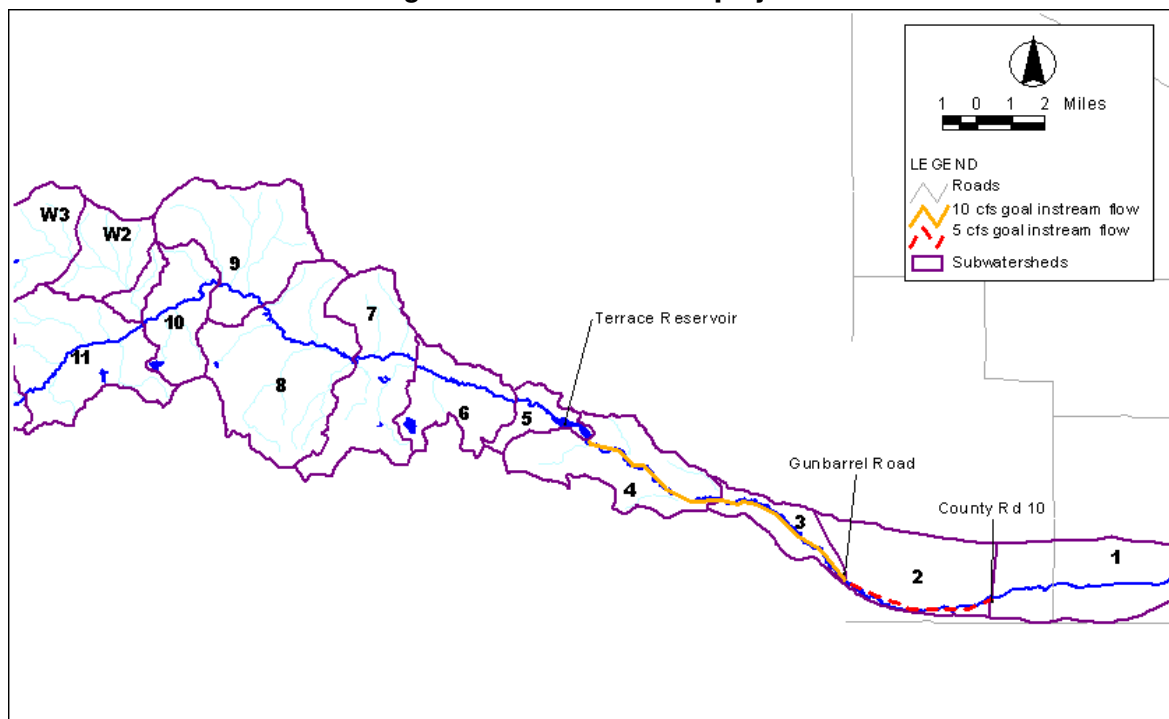 1 0 1 2 Miles
LEGEND
Roads
10 cfs goal instream flow
5 cfs goal instream flow
Subwatersheds
W3
W2
9
7
10
Terrace Reservoir
11
8
6
5
4
Gunbarrel Road
County Rd 10
3
1
2